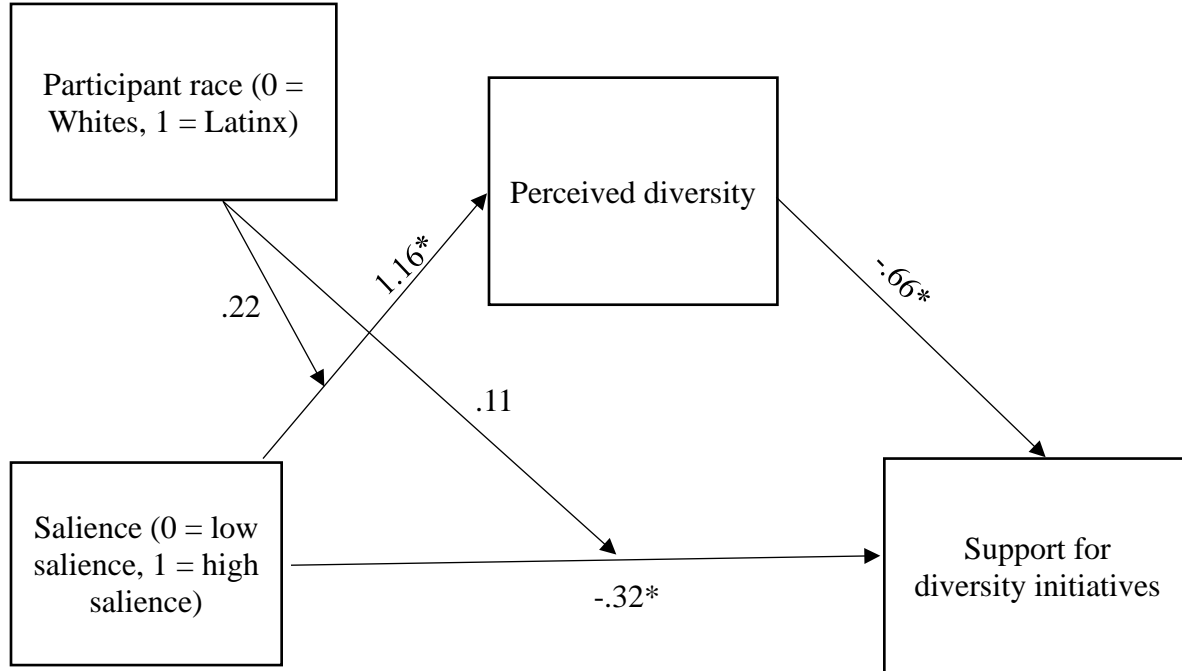 Participant race (0 =
Whites, 1 = Latinx)
Perceived diversity
1.16*
-.66*
.22
.11
Salience (0 = low
salience, 1 = high
salience)
-.32*
Support for
diversity initiatives